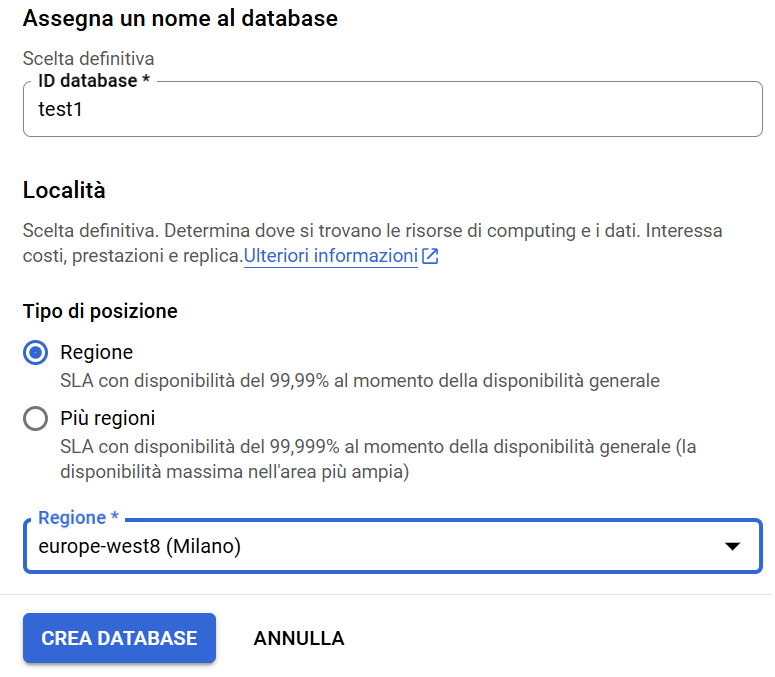 Assegna un nome al database
Scelta definitiva
ID database *
test1
Località
Scelta definitiva. Determina dove si trovano le risorse di computing e i dati. Interessa
costi, prestazioni e replica.Ulteriori informazioni
Tipo di posizione
Regione
SLA con disponibilità del 99,99% al momento della disponibilità generale
Più regioni
SLA con disponibilità del 99,999% al momento della disponibilità generale (la
disponibilità massima nell'area più ampia)
Regione *
europe-west8 (Milano)
CREA DATABASE
ANNULLA